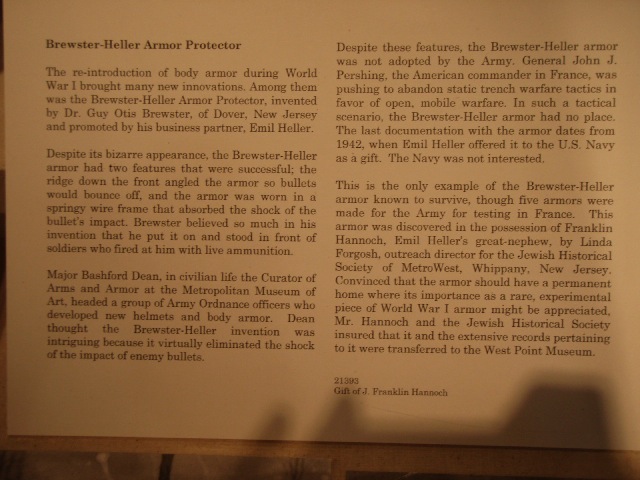 Brewster-Heller Armor Protector
The re-introduction of body armor during World
War I brought many new innovations. Among them
was the Brewster-Heller Armor Protector, invented
by Dr. Guy Otis Brewster, of Dover, New Jersey
and promoted by his business partner, Emil Heller.
Despite its bizarre appearance, the Brewster-Heller
armor had two features that were successful; the
ridge down the front angled the armor so bullets
would bounce off, and the armor was worn in a
springy wire frame that absorbed the shock of the
bullet's impact. Brewster believed so much in his
invention that he put it on and stood in front of
soldiers who fired at him with live ammunition.
Major Bashford Dean, in civilian life the Curator of
Arms and Armor at the Metropolitan Museum of
Art, headed a group of Army Ordnance officers who
developed new helmets and body armor. Dean
thought the Brewster-Heller invention was
intriguing because it virtually eliminated the shock
of the impact of enemy bullets.
Despite these features, the Brewster-Heller armor
was not adopted by the Army. General John J.
Pershing, the American commander in France, was
pushing to abandon static trench warfare tactics in
favor of open, mobile warfare. In such a tactical
scenario, the Brewster-Heller armor had no place.
The last documentation with the armor dates from
1942, when Emil Heller offered it to the U.S. Navy
as a gift. The Navy was not interested.
This is the only example of the Brewster-Heller
armor known to survive, though five armors were
made for the Army for testing in France. This
armor was discovered in the possession of Franklin
Hannoch, Emil Heller's great-nephew, by Linda
Forgosh, outreach director for the Jewish Historical
Society of MetroWest, Whippany, New Jersey.
Convinced that the armor should have a permanent
home where its importance as a rare, experimental
piece of World War I armor might be appreciated,
Mr. Hannoch and the Jewish Historical Society
insured that it and the extensive records pertaining
to it were transferred to the West Point Museum.
21393
Gift of J. Franklin Hannoch